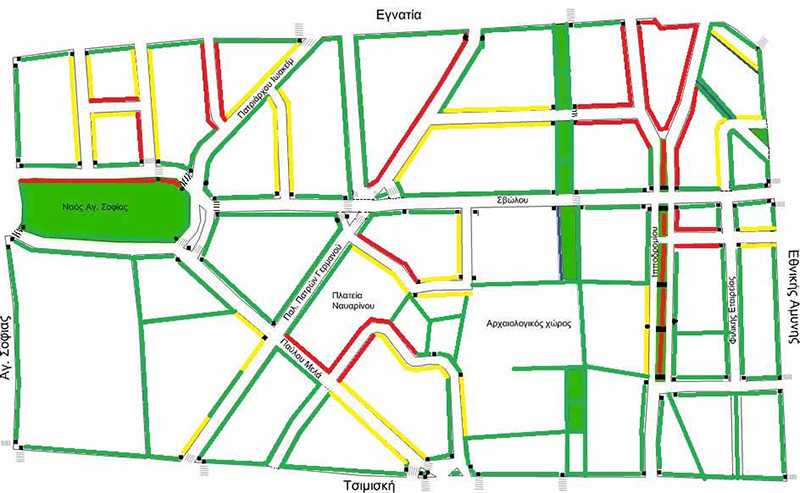 Εγνατία
Πατριάρχου Ιωακείμ
Ναός Αγ. Σοφίας
Σβώλου
Παλ. Πατρών Γερμανού
Πλατεία
Ναυαρίνου
Ιπποδρομίου
Φιλικής Εταιρείας
Εθνικής Αμυνης
Αρχαιολογικός χώρος
Αγ. Σοφίας
Παύλου Μελά
Τσιμισκή